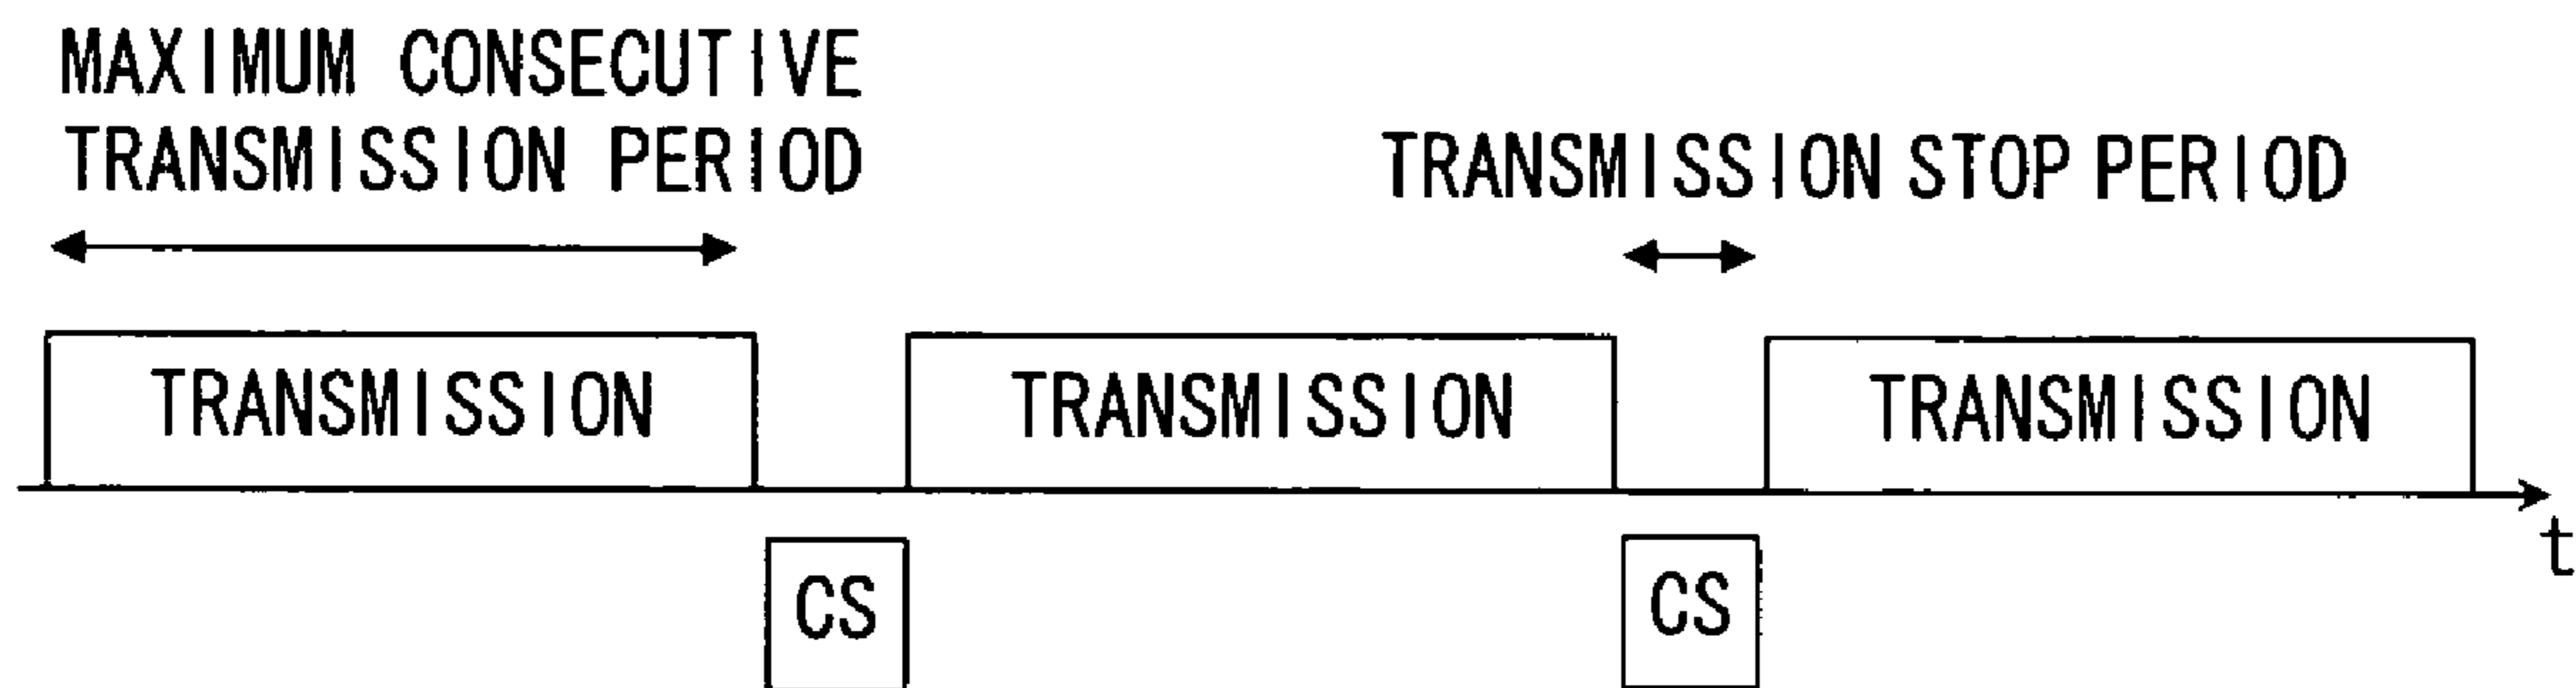 MAXIMUM CONSECUTIVE
TRANSMISSION PERIOD
TRANSMISSION STOP PERIOD
TRANSMISSION TRANSMISSION TRANSMISSION
t
CS CS